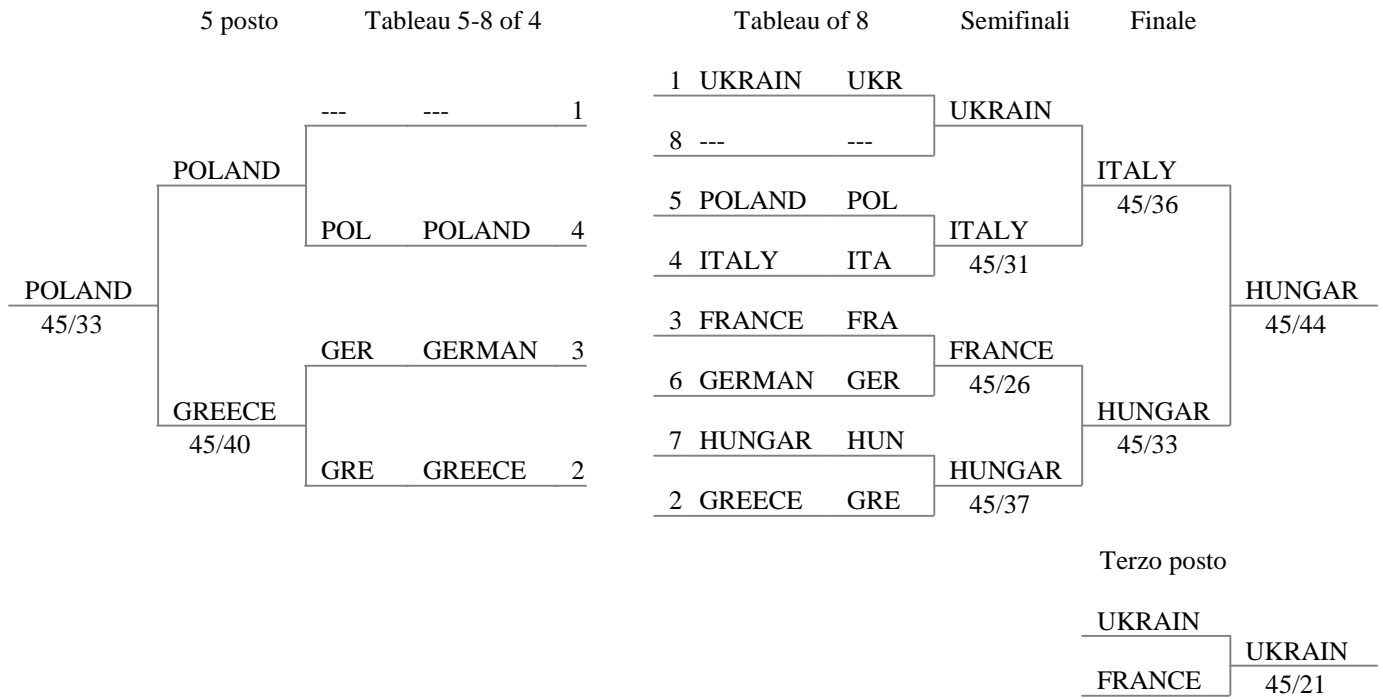 5 posto Tableau 5-8 of 4 Tableau of 8 Semifinali Finale
1 UKRAIN UKR
--- --- 1 UKRAIN
8 --- ---
POLAND ITALY
5 POLAND POL 45/36
POL POLAND 4 ITALY
4 ITALY ITA 45/31
POLAND HUNGAR
45/33 3 FRANCE FRA 45/44
GER GERMAN 3 FRANCE
6 GERMAN GER 45/26
GREECE HUNGAR
45/40 7 HUNGAR HUN 45/33
GRE GREECE 2 HUNGAR
2 GREECE GRE 45/37
Terzo posto
UKRAIN
UKRAIN
FRANCE 45/21